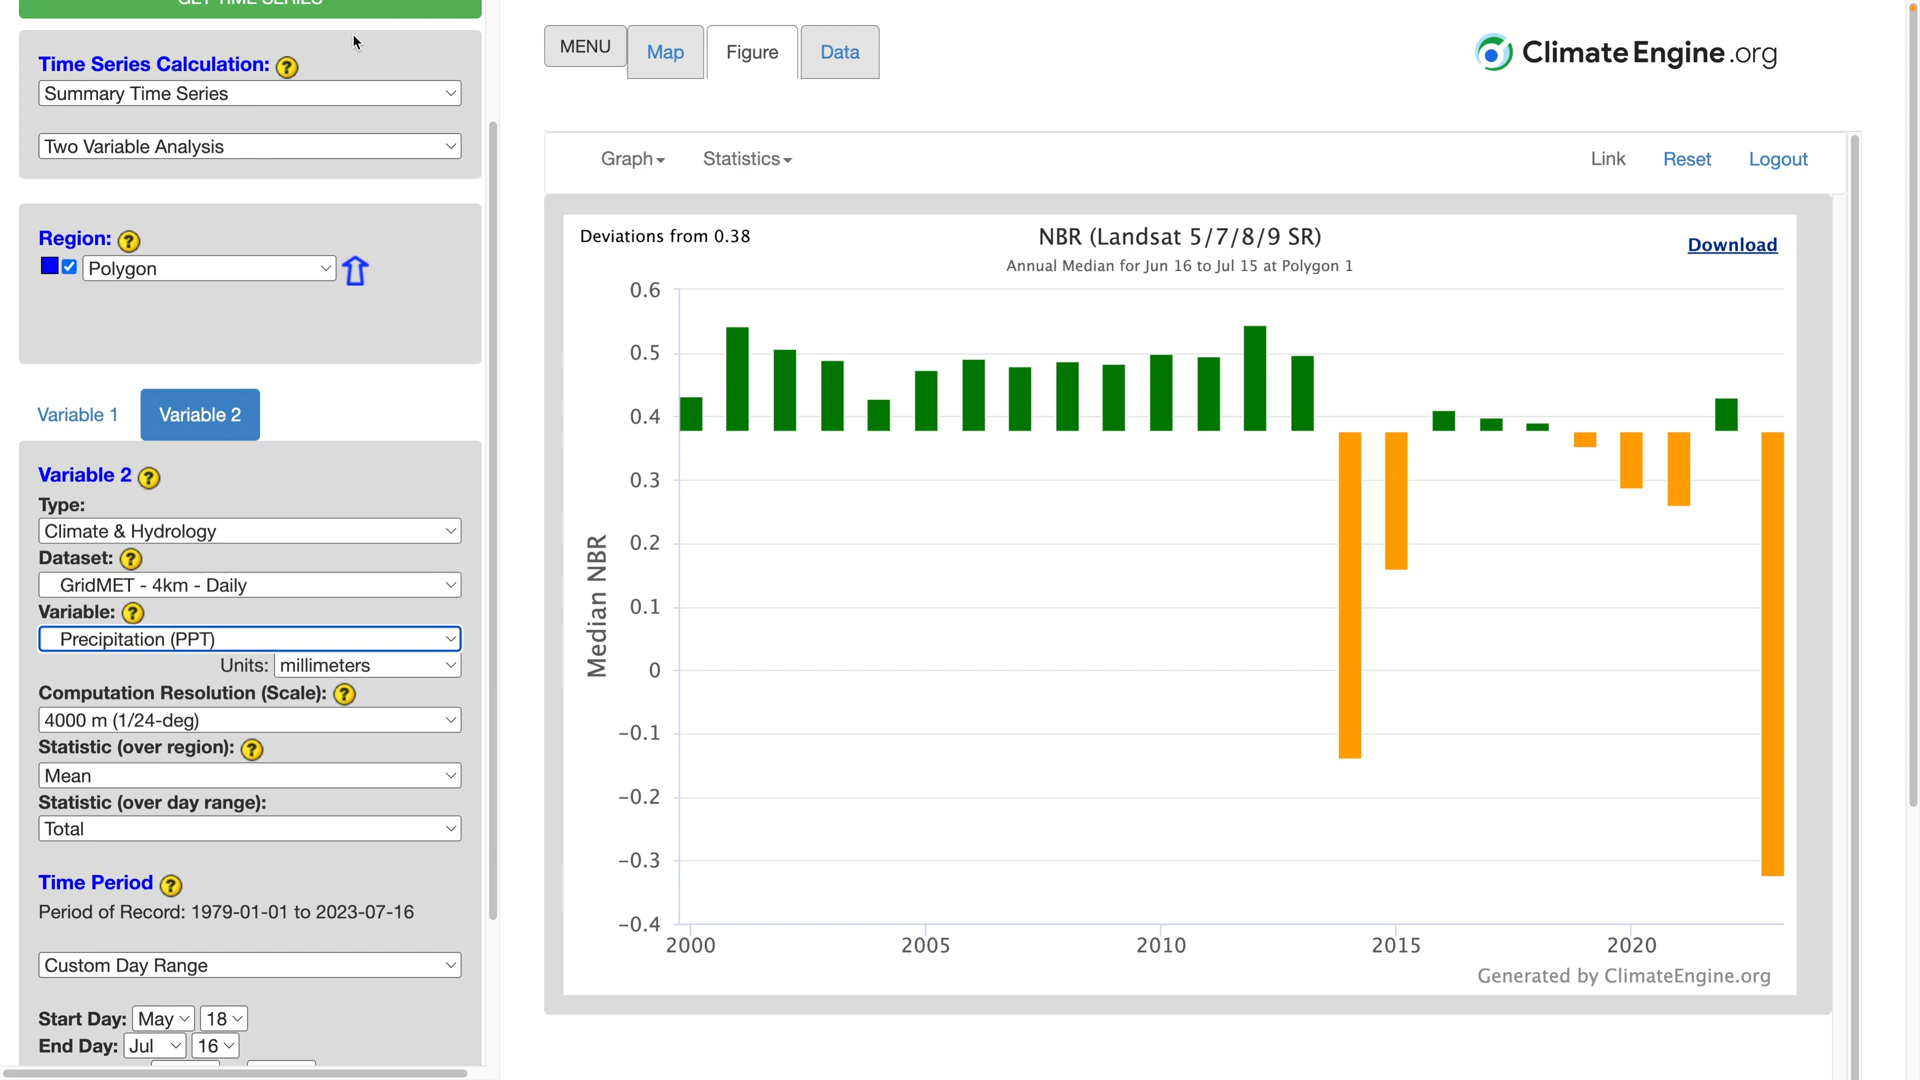 GET TIME SERIES
Time Series Calculation: ?
Summary Time Series
Two Variable Analysis
Region: ?
Polygon
Variable 1
Variable 2
Variable 2 ?
Type:
Climate & Hydrology
Dataset: ?
GridMET - 4km - Daily
Variable: ?
Precipitation (PPT)
Units: millimeters
Computation Resolution (Scale): ?
4000 m (1/24-deg)
Statistic (over region): ?
Mean
Statistic (over day range):
Total
Time Period ?
Period of Record: 1979-01-01 to 2023-07-16
Custom Day Range
Start Day: May 18
End Day: Jul 16
MENU
Map
Figure
Data
ClimateEngine.org
Graph
Statistics
Link
Reset
Logout
Deviations from 0.38
NBR (Landsat 5/7/8/9 SR)
Download
Annual Median for Jun 16 to Jul 15 at Polygon 1
Median NBR
0.6
0.5
0.4
0.3
0.2
0.1
0
−0.1
−0.2
−0.3
−0.4
2000
2005
2010
2015
2020
Generated by ClimateEngine.org